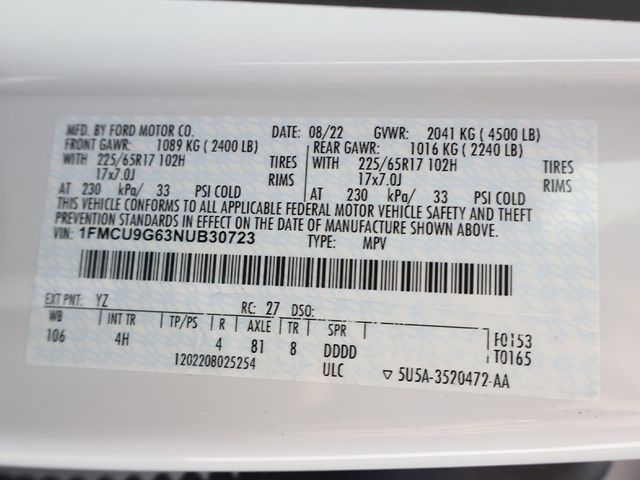 MFD. BY FORD MOTOR CO. DATE: 08/22 GVWR: 2041 KG ( 4500 LB)
FRONT GAWR: 1089 KG ( 2400 LB) REAR GAWR: 1016 KG ( 2240 LB)
WITH 225/65R17 102H TIRES WITH 225/65R17 102H TIRES
17x7.0J RIMS 17x7.0J RIMS
AT 230 kPa/ 33 PSI COLD AT 230 kPa/ 33 PSI COLD
THIS VEHICLE CONFORMS TO ALL APPLICABLE FEDERAL MOTOR VEHICLE SAFETY AND THEFT
PREVENTION STANDARDS IN EFFECT ON THE DATE OF MANUFACTURE SHOWN ABOVE.
VIN: 1FMCU9G63NUB30723 TYPE: MPV
EXT PNT: YZ RC: 27 DSO:
WB INT TR TP/PS R AXLE TR SPR
106 4H 4 81 8 DDDD
1202208025254 ULC
F0153
T0165
▽ 5U5A-3520472-AA